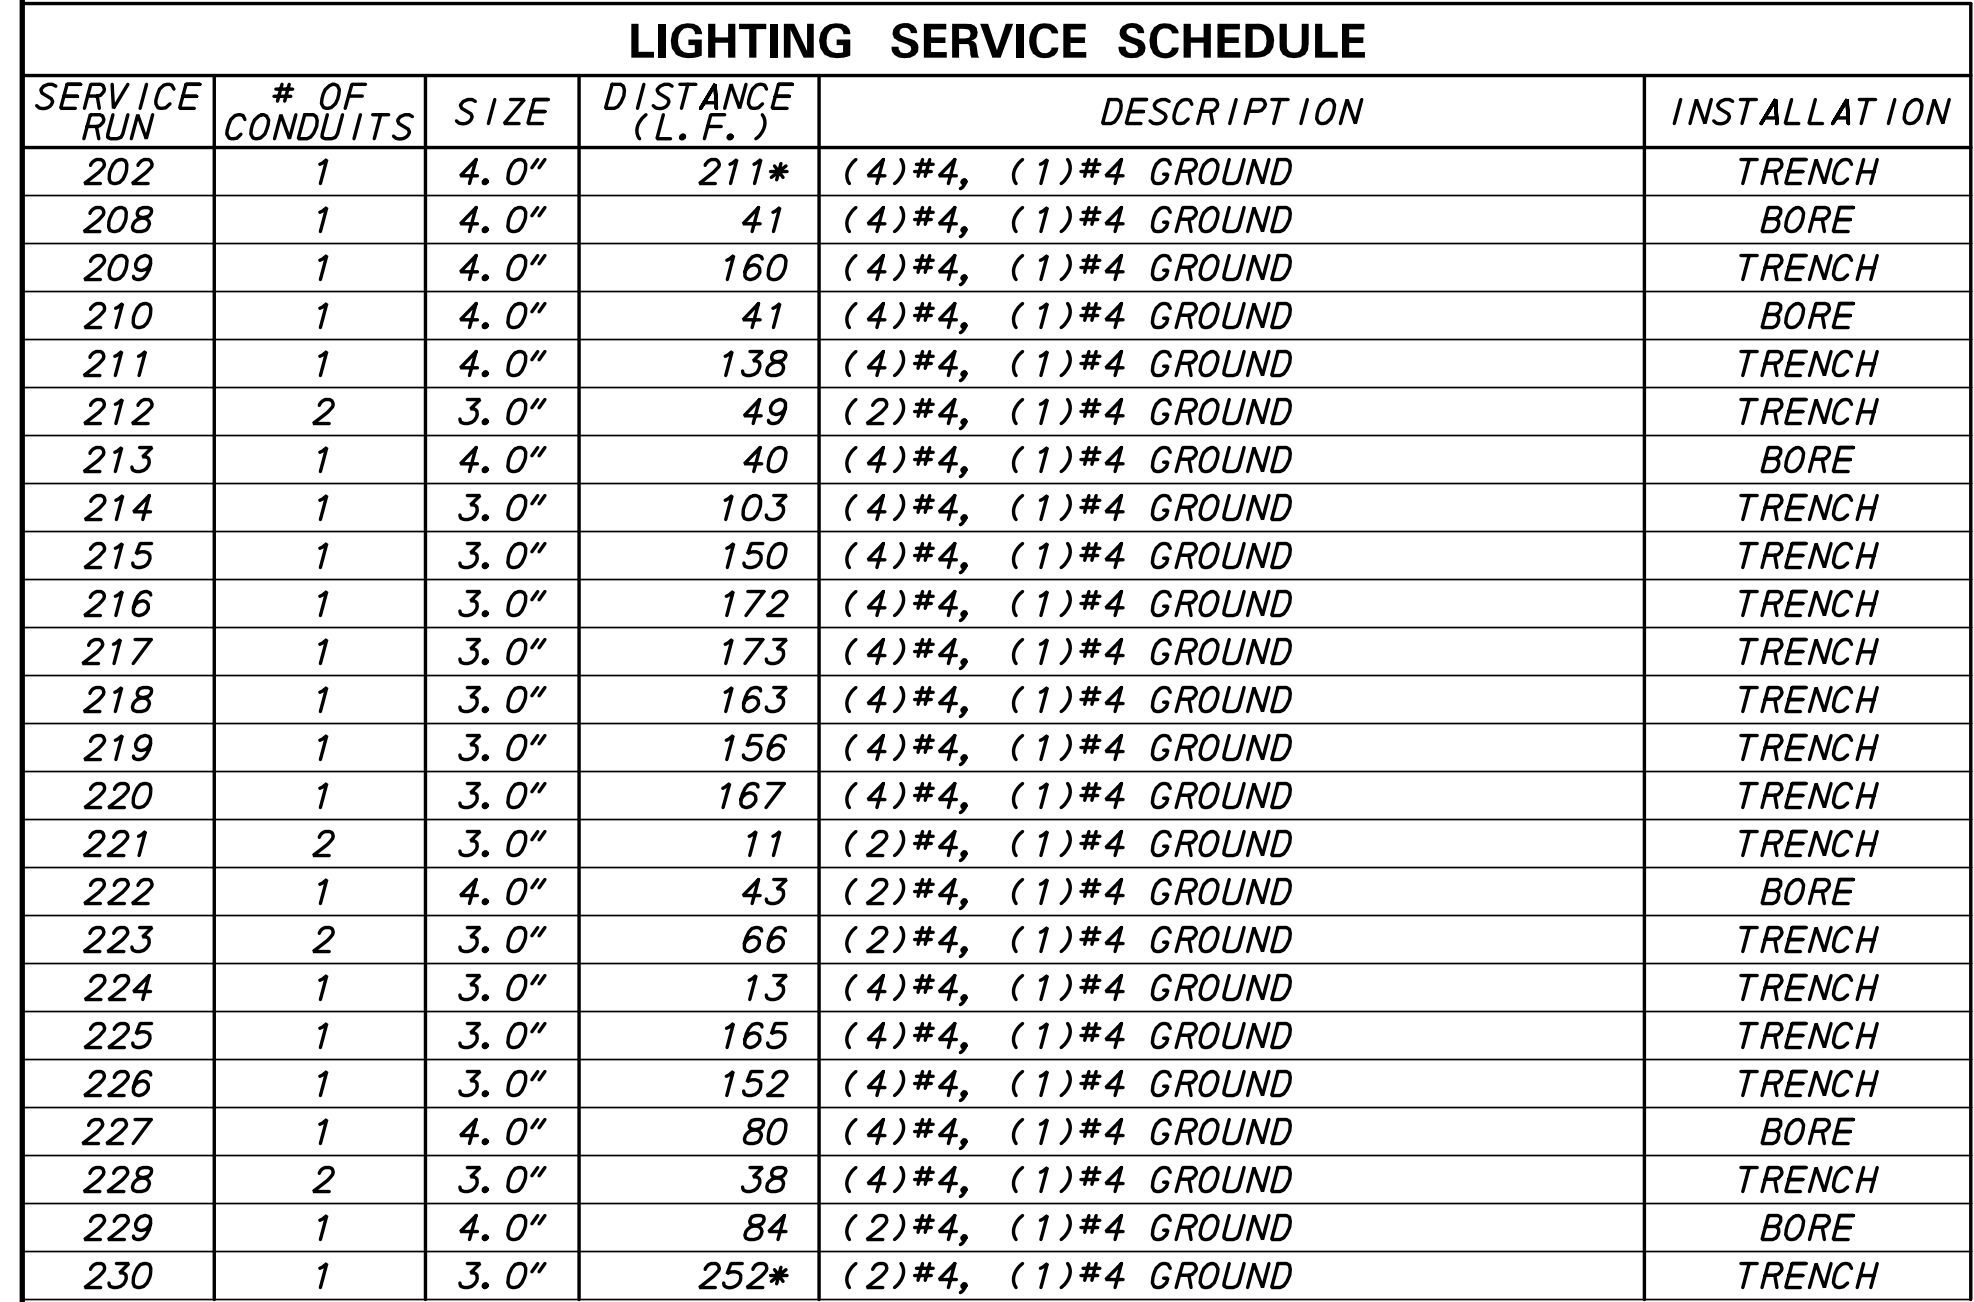 LIGHTING SERVICE SCHEDULE
SERVICE RUN # OF CONDUITS SIZE DISTANCE (L.F.) DESCRIPTION INSTALLATION
202 1 4.0" 211* (4)#4, (1)#4 GROUND TRENCH
208 1 4.0" 41 (4)#4, (1)#4 GROUND BORE
209 1 4.0" 160 (4)#4, (1)#4 GROUND TRENCH
210 1 4.0" 41 (4)#4, (1)#4 GROUND BORE
211 1 4.0" 138 (4)#4, (1)#4 GROUND TRENCH
212 2 3.0" 49 (2)#4, (1)#4 GROUND TRENCH
213 1 4.0" 40 (4)#4, (1)#4 GROUND BORE
214 1 3.0" 103 (4)#4, (1)#4 GROUND TRENCH
215 1 3.0" 150 (4)#4, (1)#4 GROUND TRENCH
216 1 3.0" 172 (4)#4, (1)#4 GROUND TRENCH
217 1 3.0" 173 (4)#4, (1)#4 GROUND TRENCH
218 1 3.0" 163 (4)#4, (1)#4 GROUND TRENCH
219 1 3.0" 156 (4)#4, (1)#4 GROUND TRENCH
220 1 3.0" 167 (4)#4, (1)#4 GROUND TRENCH
221 2 3.0" 11 (2)#4, (1)#4 GROUND TRENCH
222 1 4.0" 43 (2)#4, (1)#4 GROUND BORE
223 2 3.0" 66 (2)#4, (1)#4 GROUND TRENCH
224 1 3.0" 13 (4)#4, (1)#4 GROUND TRENCH
225 1 3.0" 165 (4)#4, (1)#4 GROUND TRENCH
226 1 3.0" 152 (4)#4, (1)#4 GROUND TRENCH
227 1 4.0" 80 (4)#4, (1)#4 GROUND BORE
228 2 3.0" 38 (4)#4, (1)#4 GROUND TRENCH
229 1 4.0" 84 (2)#4, (1)#4 GROUND BORE
230 1 3.0" 252* (2)#4, (1)#4 GROUND TRENCH